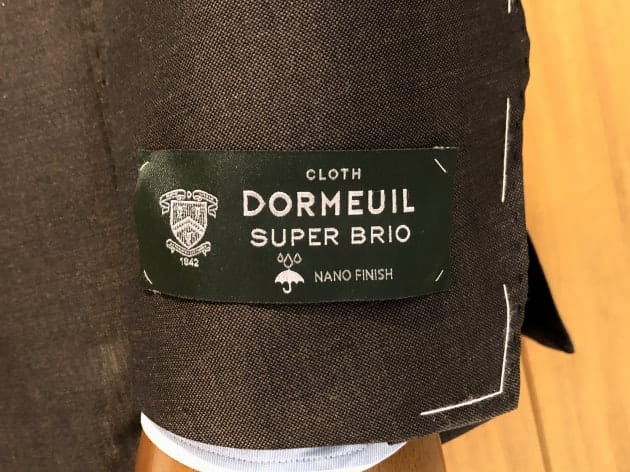 CLOTH
DORMEUIL
SUPER BRIO
NANO FINISH
1842